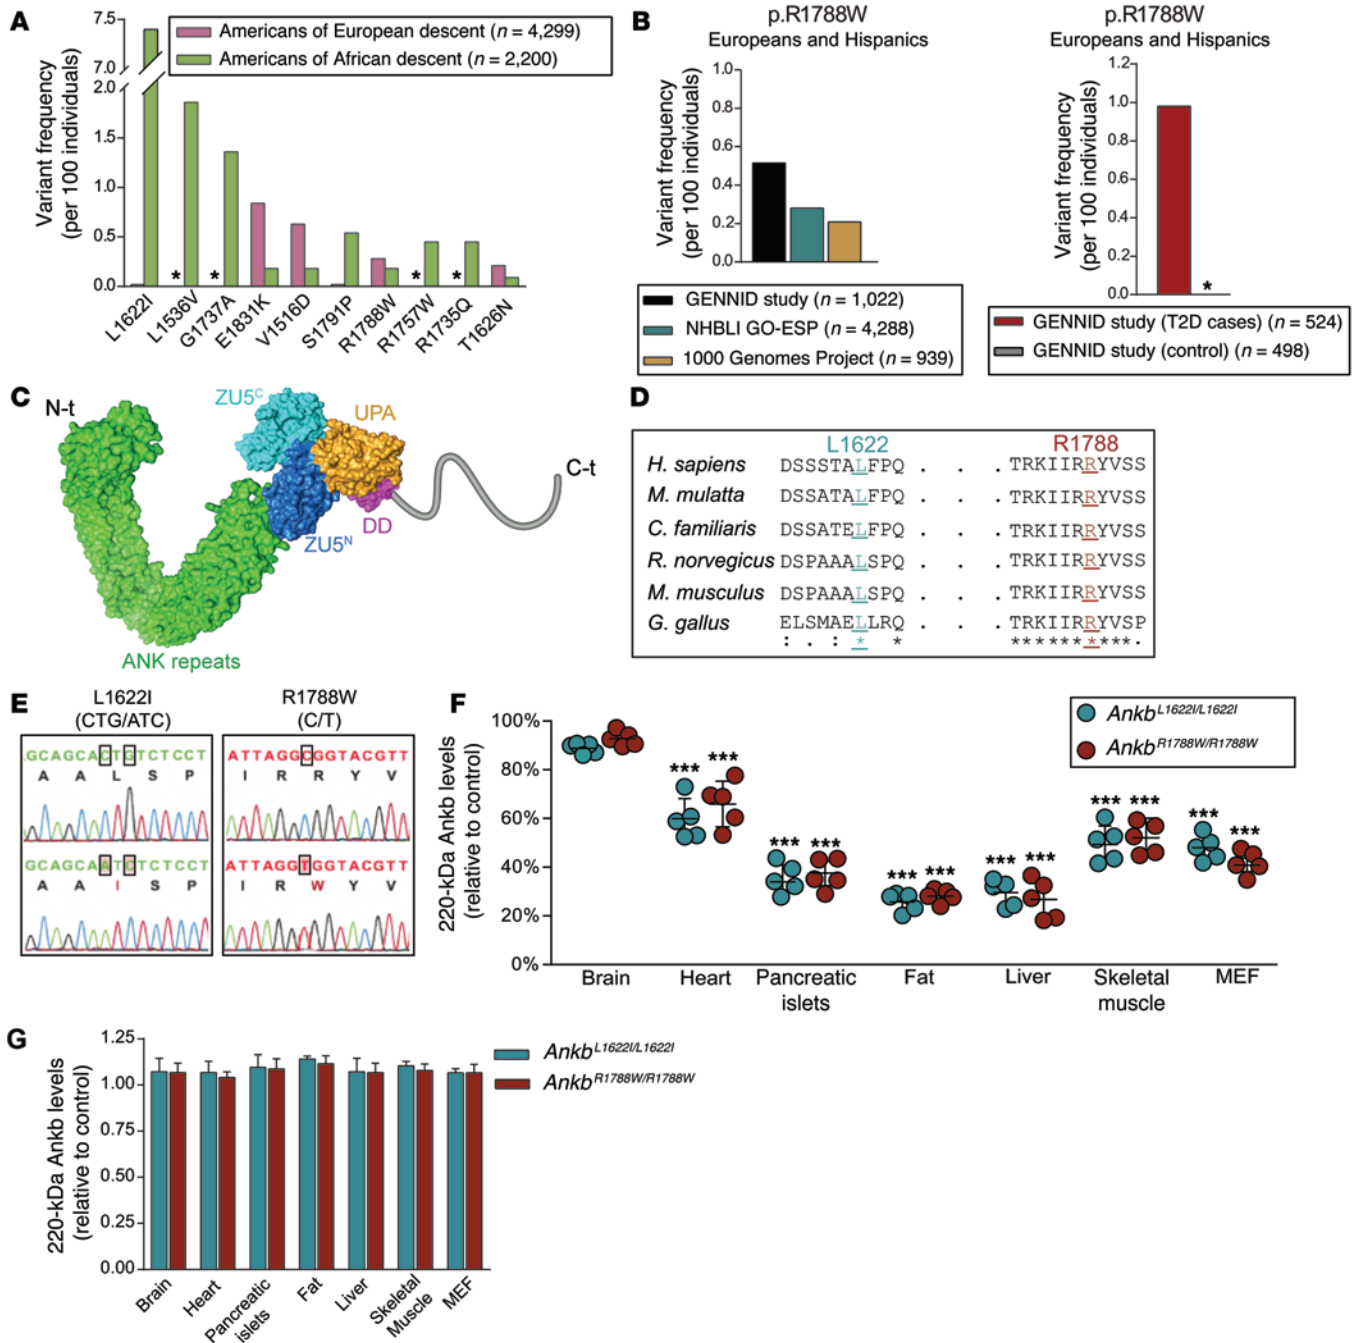 A
7.5
7.0
2.0
1.5
1.0
0.5
0.0
Variant frequency
(per 100 individuals)
Americans of European descent (n = 4,299)
Americans of African descent (n = 2,200)
*
*
*
*
L1622I
L1536V
G1737A
E1831K
V1516D
S1791P
R1788W
R1757W
R1735Q
T1626N
B
p.R1788W
Europeans and Hispanics
Variant frequency
(per 100 individuals)
1.0
0.8
0.6
0.4
0.2
0.0
GENNID study (n = 1,022)
NHBLI GO-ESP (n = 4,288)
1000 Genomes Project (n = 939)
p.R1788W
Europeans and Hispanics
Variant frequency
(per 100 individuals)
1.2
1.0
0.8
0.6
0.4
0.2
0.0
*
GENNID study (T2D cases) (n = 524)
GENNID study (control) (n = 498)
C
N-t
ZU5C
UPA
C-t
DD
ZU5N
ANK repeats
D
L1622 R1788
H. sapiens DSSSTALFPQ . . . TRKIIRRYVSS
M. mulatta DSSATALFPQ . . . TRKIIRRYVSS
C. familiaris DSSATELFPQ . . . TRKIIRRYVSS
R. norvegicus DSPAAALSPQ . . . TRKIIRRYVSS
M. musculus DSPAAALSPQ . . . TRKIIRRYVSS
G. gallus ELSMAELLRQ . . . TRKIIRRYVSP
: . : * * **********.
E
L1622I
(CTG/ATC)
GCAGCACTGTCTCCT
A A L S P
GCAGCAATCTCTCCT
A A I S P
R1788W
(C/T)
ATTAGGCGGTACGTT
I R R Y V
ATTAGGTGGTACGTT
I R W Y V
F
220-kDa Ankb levels
(relative to control)
100%
80%
60%
40%
20%
0%
AnkbL1622I/L1622I
AnkbR1788W/R1788W
*** ***
*** ***
*** ***
*** ***
*** ***
*** ***
Brain
Heart
Pancreatic
islets
Fat
Liver
Skeletal
muscle
MEF
G
220-kDa Ankb levels
(relative to control)
1.25
1.00
0.75
0.50
0.25
0.00
AnkbL1622I/L1622I
AnkbR1788W/R1788W
Brain
Heart
Pancreatic
islets
Fat
Liver
Skeletal
Muscle
MEF